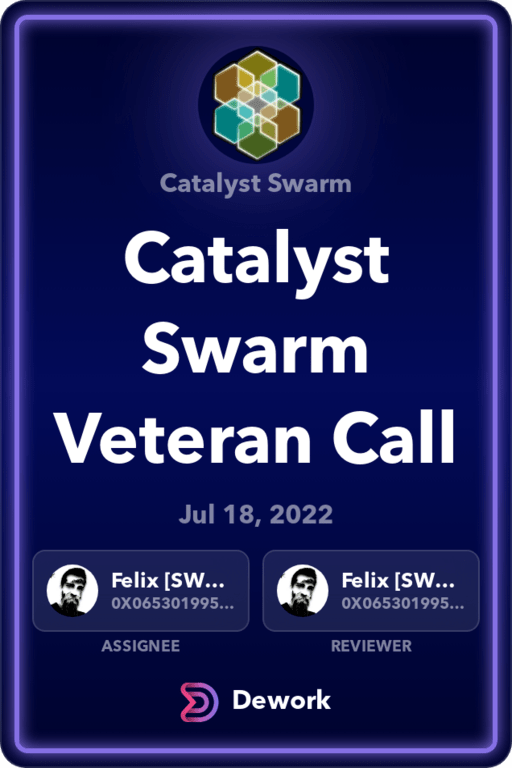 Catalyst Swarm
Catalyst
Swarm
Veteran Call
Jul 18, 2022
Felix [SW...
0X065301995...
ASSIGNEE
Felix [SW...
0X065301995...
REVIEWER
Dework